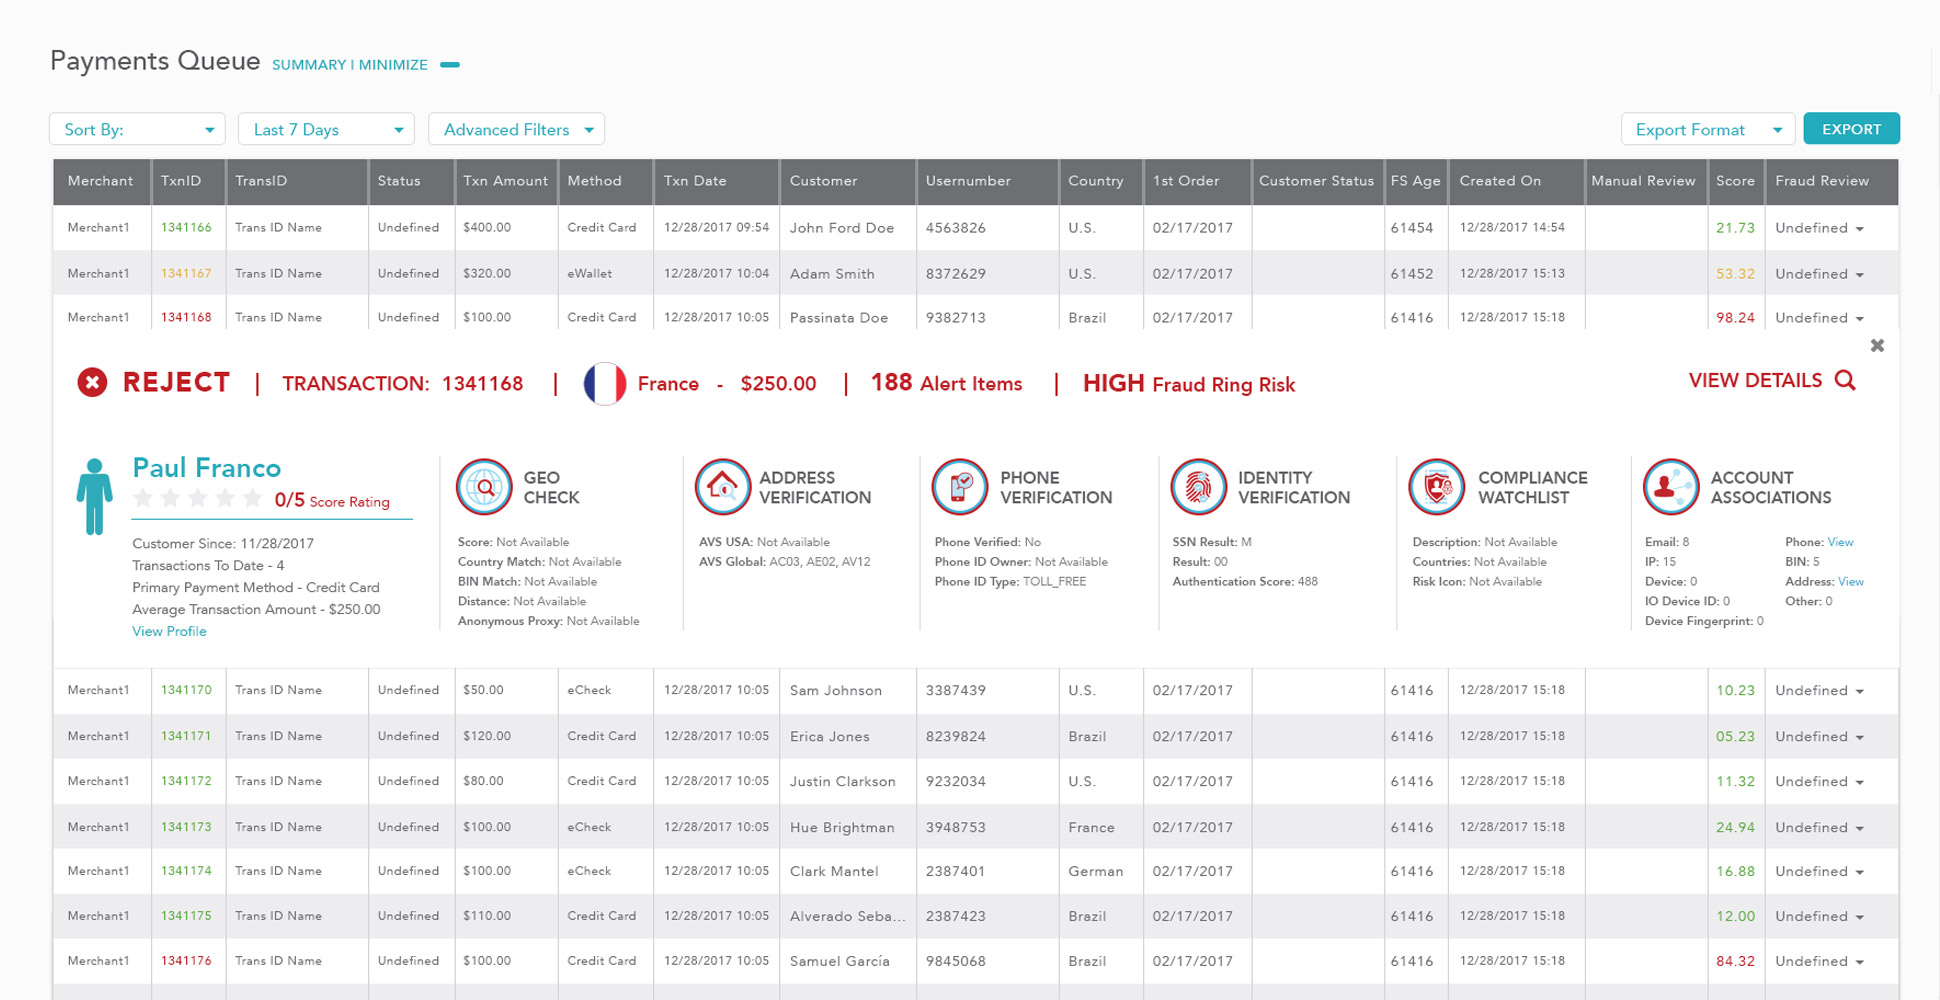 Payments Queue SUMMARY | MINIMIZE
Sort By: Last 7 Days Advanced Filters Export Format EXPORT
Merchant TxnID TransID Status Txn Amount Method Txn Date Customer Usernumber Country 1st Order Customer Status FS Age Created On Manual Review Score Fraud Review
Merchant1 1341166 Trans ID Name Undefined $400.00 Credit Card 12/28/2017 09:54 John Ford Doe 4563826 U.S. 02/17/2017 61454 12/28/2017 14:54 21.73 Undefined
Merchant1 1341167 Trans ID Name Undefined $320.00 eWallet 12/28/2017 10:04 Adam Smith 8372629 U.S. 02/17/2017 61452 12/28/2017 15:13 53.32 Undefined
Merchant1 1341168 Trans ID Name Undefined $100.00 Credit Card 12/28/2017 10:05 Passinata Doe 9382713 Brazil 02/17/2017 61416 12/28/2017 15:18 98.24 Undefined
REJECT | TRANSACTION: 1341168 | France - $250.00 | 188 Alert Items | HIGH Fraud Ring Risk VIEW DETAILS
Paul Franco
0/5 Score Rating
Customer Since: 11/28/2017
Transactions To Date - 4
Primary Payment Method - Credit Card
Average Transaction Amount - $250.00
View Profile
GEO
CHECK
Score: Not Available
Country Match: Not Available
BIN Match: Not Available
Distance: Not Available
Anonymous Proxy: Not Available
ADDRESS
VERIFICATION
AVS USA: Not Available
AVS Global: AC03, AE02, AV12
PHONE
VERIFICATION
Phone Verified: No
Phone ID Owner: Not Available
Phone ID Type: TOLL_FREE
IDENTITY
VERIFICATION
SSN Result: M
Result: 00
Authentication Score: 488
COMPLIANCE
WATCHLIST
Description: Not Available
Countries: Not Available
Risk Icon: Not Available
ACCOUNT
ASSOCIATIONS
Email: 8
IP: 15
Device: 0
IO Device ID: 0
Device Fingerprint: 0
Phone: View
BIN: 5
Address: View
Other: 0
Merchant1 1341170 Trans ID Name Undefined $50.00 eCheck 12/28/2017 10:05 Sam Johnson 3387439 U.S. 02/17/2017 61416 12/28/2017 15:18 10.23 Undefined
Merchant1 1341171 Trans ID Name Undefined $120.00 Credit Card 12/28/2017 10:05 Erica Jones 8239824 Brazil 02/17/2017 61416 12/28/2017 15:18 05.23 Undefined
Merchant1 1341172 Trans ID Name Undefined $80.00 Credit Card 12/28/2017 10:05 Justin Clarkson 9232034 U.S. 02/17/2017 61416 12/28/2017 15:18 11.32 Undefined
Merchant1 1341173 Trans ID Name Undefined $100.00 eCheck 12/28/2017 10:05 Hue Brightman 3948753 France 02/17/2017 61416 12/28/2017 15:18 24.94 Undefined
Merchant1 1341174 Trans ID Name Undefined $100.00 eCheck 12/28/2017 10:05 Clark Mantel 2387401 German 02/17/2017 61416 12/28/2017 15:18 16.88 Undefined
Merchant1 1341175 Trans ID Name Undefined $110.00 Credit Card 12/28/2017 10:05 Alverado Seba... 2387423 Brazil 02/17/2017 61416 12/28/2017 15:18 12.00 Undefined
Merchant1 1341176 Trans ID Name Undefined $100.00 Credit Card 12/28/2017 10:05 Samuel García 9845068 Brazil 02/17/2017 61416 12/28/2017 15:18 84.32 Undefined